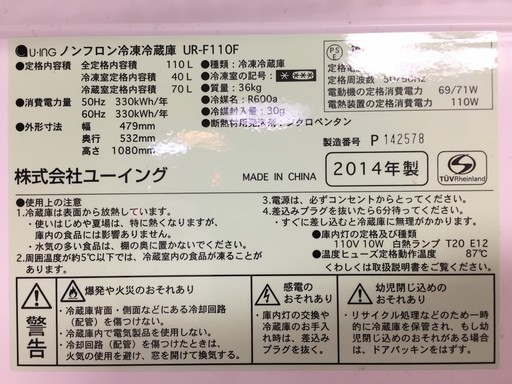 U-ING ノンフロン冷凍冷蔵庫 UR-F110F
●定格内容積 全定格内容積 110L
冷凍室定格内容積 40L
冷蔵室定格内容積 70L
●消費電力量 50Hz 330kWh/年
60Hz 330kWh/年
●外形寸法 幅 479mm
奥行 532mm
高さ 1080mm
●種類：冷凍冷蔵庫
●冷凍室の記号：
●質量：36kg
●冷媒名：R600a
●冷媒封入量：30g
シクロペンタン
PS E
定格周波数 50/60Hz
電動機の定格消費電力 69/71W
電熱装置の定格消費電力 110W
製造番号 P 142578
株式会社ユーイング
MADE IN CHINA
2014年製
TÜVRheinland
●使用上の注意
1.冷蔵庫は表面から放熱しています。
・使いはじめや夏場は、特に熱くなりますが、
庫内の食品には影響ありません。
・水気の多い食品は、棚の奥に置かないでください。
2.周囲温度が約5℃以下では、冷蔵室内の食品が凍ることがあります。
3.電源は、必ずコンセントからとってください。
4.差込みプラグを抜いたら6分待ってください。
・すぐに差し込むと冷蔵庫がいたみます。
●庫内灯の定格及び種類
110V 10W 白熱ランプ T20 E12
●温度ヒューズ定格動作温度 87℃
くわしくは取扱説明書をご覧ください。
警告
爆発や火災のおそれあり
・冷蔵庫背面・側面などにある冷却回路
（配管）を傷つけない。
・冷蔵庫内で電気製品を使用しない。
・冷却回路（配管）を傷つけたときは、
火気の使用を避け、窓を開けて換気する。
感電の
おそれあり
・庫内灯の交換や
冷蔵庫のお手入
れ時は、差込み
プラグを抜く。
幼児閉じ込めの
おそれあり
・リサイクル処理などのため一時
的に冷蔵庫を保管され、もし幼
児閉じ込めのおそれがある場合
は、ドアパッキンをはずす。